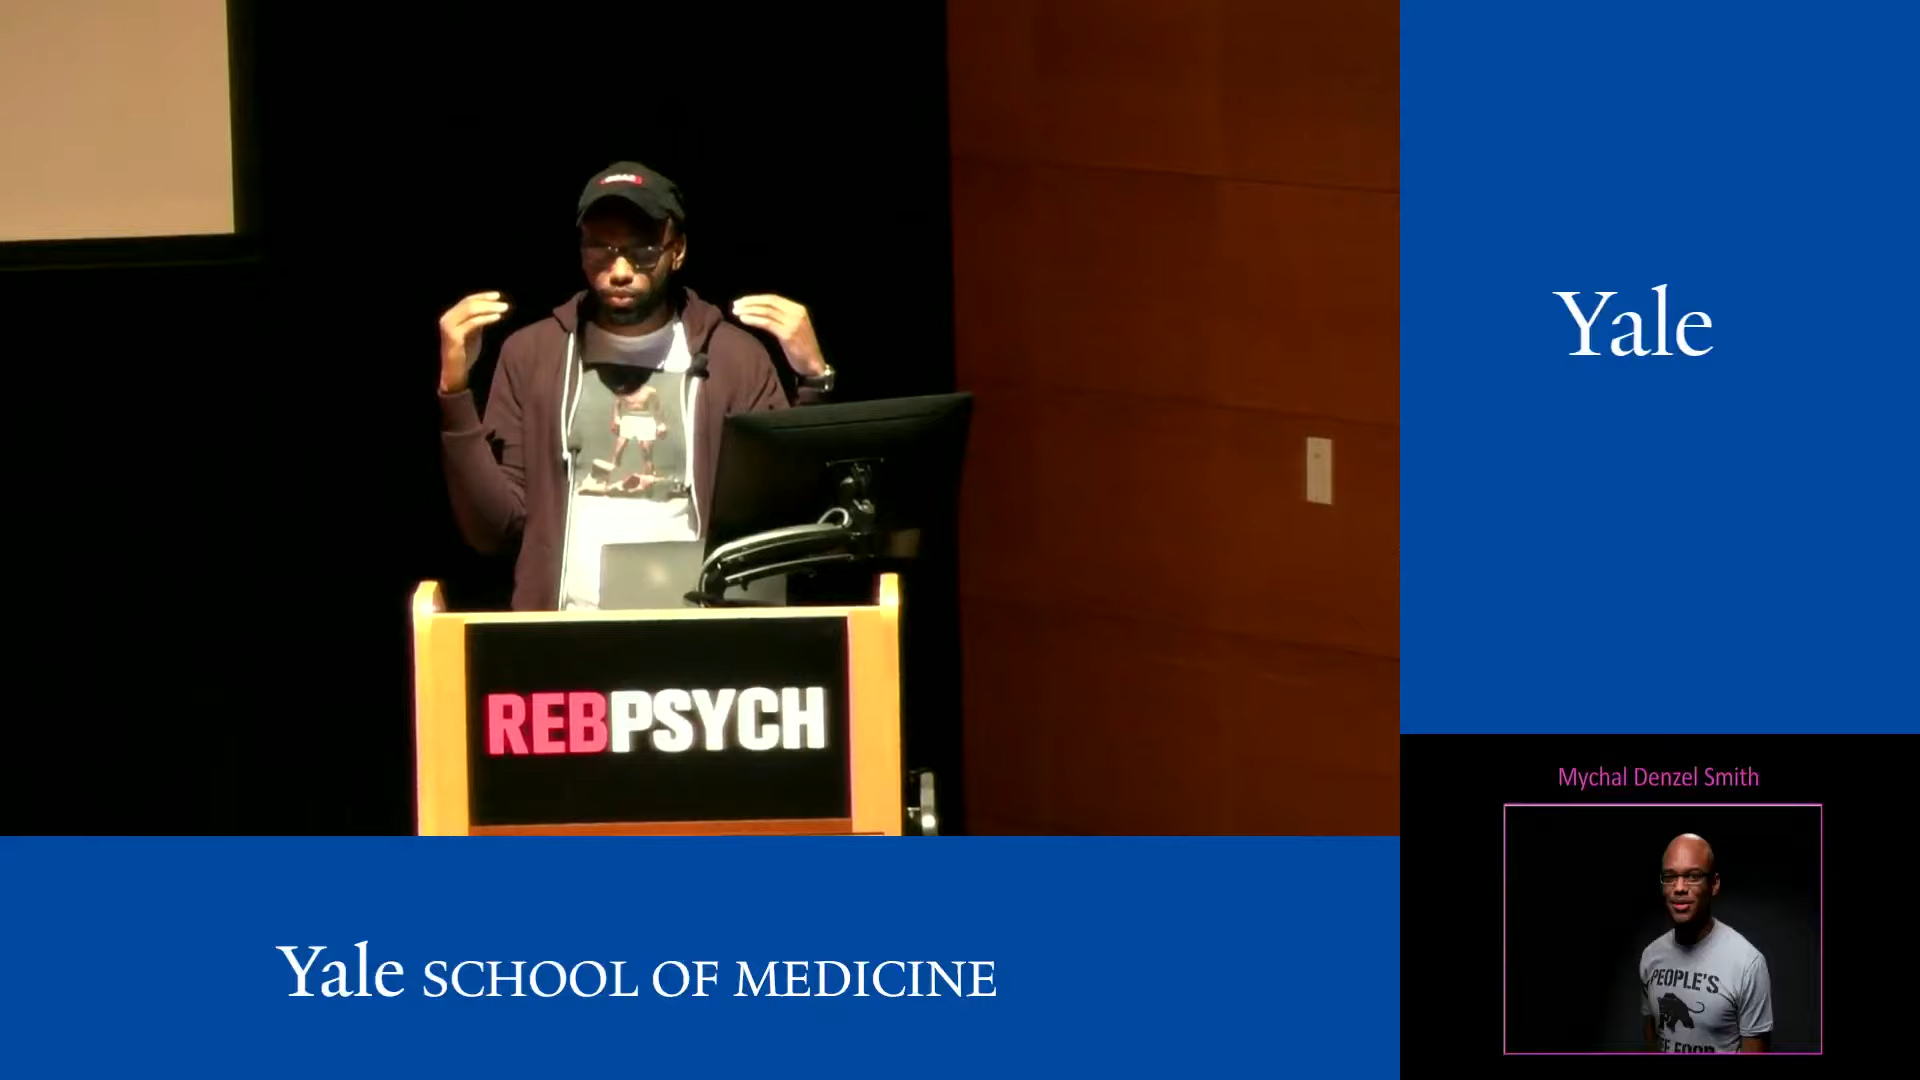 REBPSYCH
Yale SCHOOL OF MEDICINE
Yale
Mychal Denzel Smith
PEOPLE'S